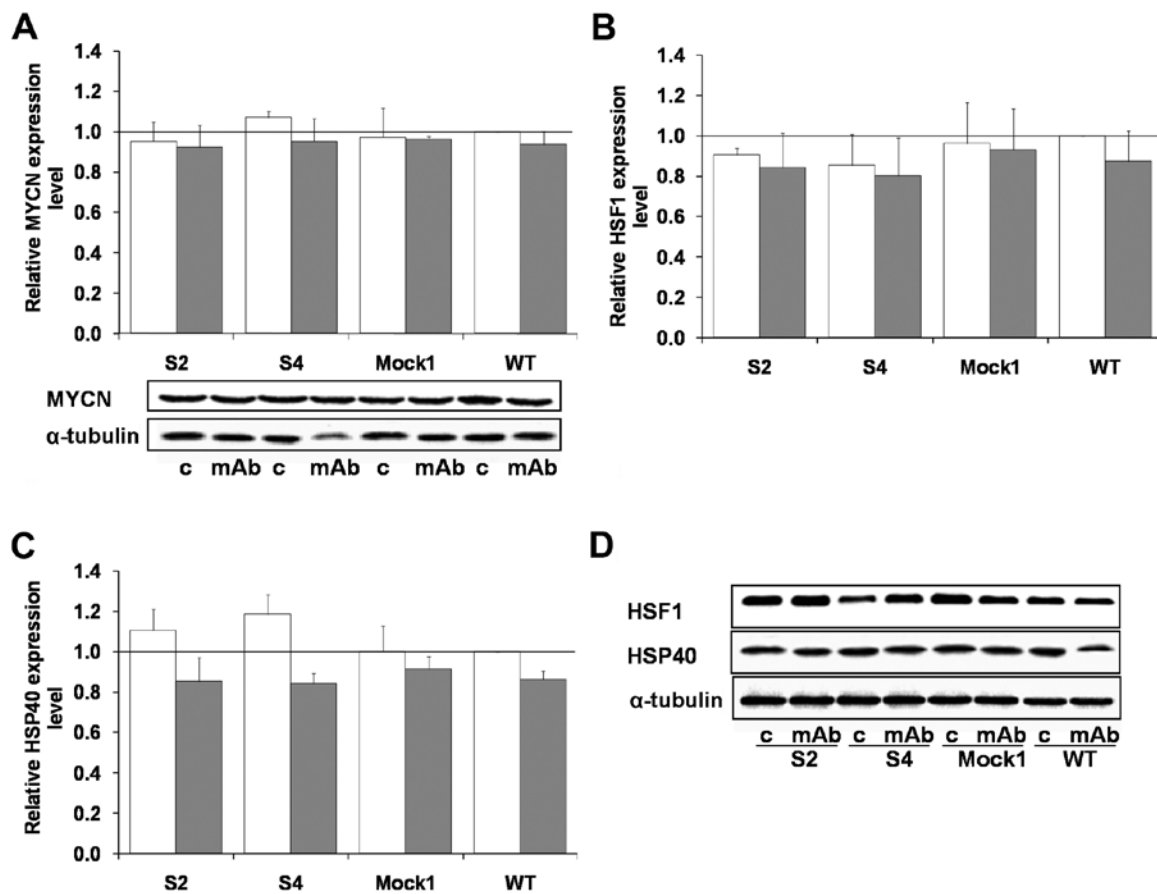 A
Relative MYCN expression
level
1.4
1.2
1.0
0.8
0.6
0.4
0.2
0.0
S2 S4 Mock1 WT
MYCN
α-tubulin
c mAb c mAb c mAb c mAb
B
Relative HSF1 expression
level
1.4
1.2
1.0
0.8
0.6
0.4
0.2
0.0
S2 S4 Mock1 WT
C
Relative HSP40 expression
level
1.4
1.2
1.0
0.8
0.6
0.4
0.2
0.0
S2 S4 Mock1 WT
D
HSF1
HSP40
α-tubulin
c mAb c mAb c mAb c mAb
S2 S4 Mock1 WT